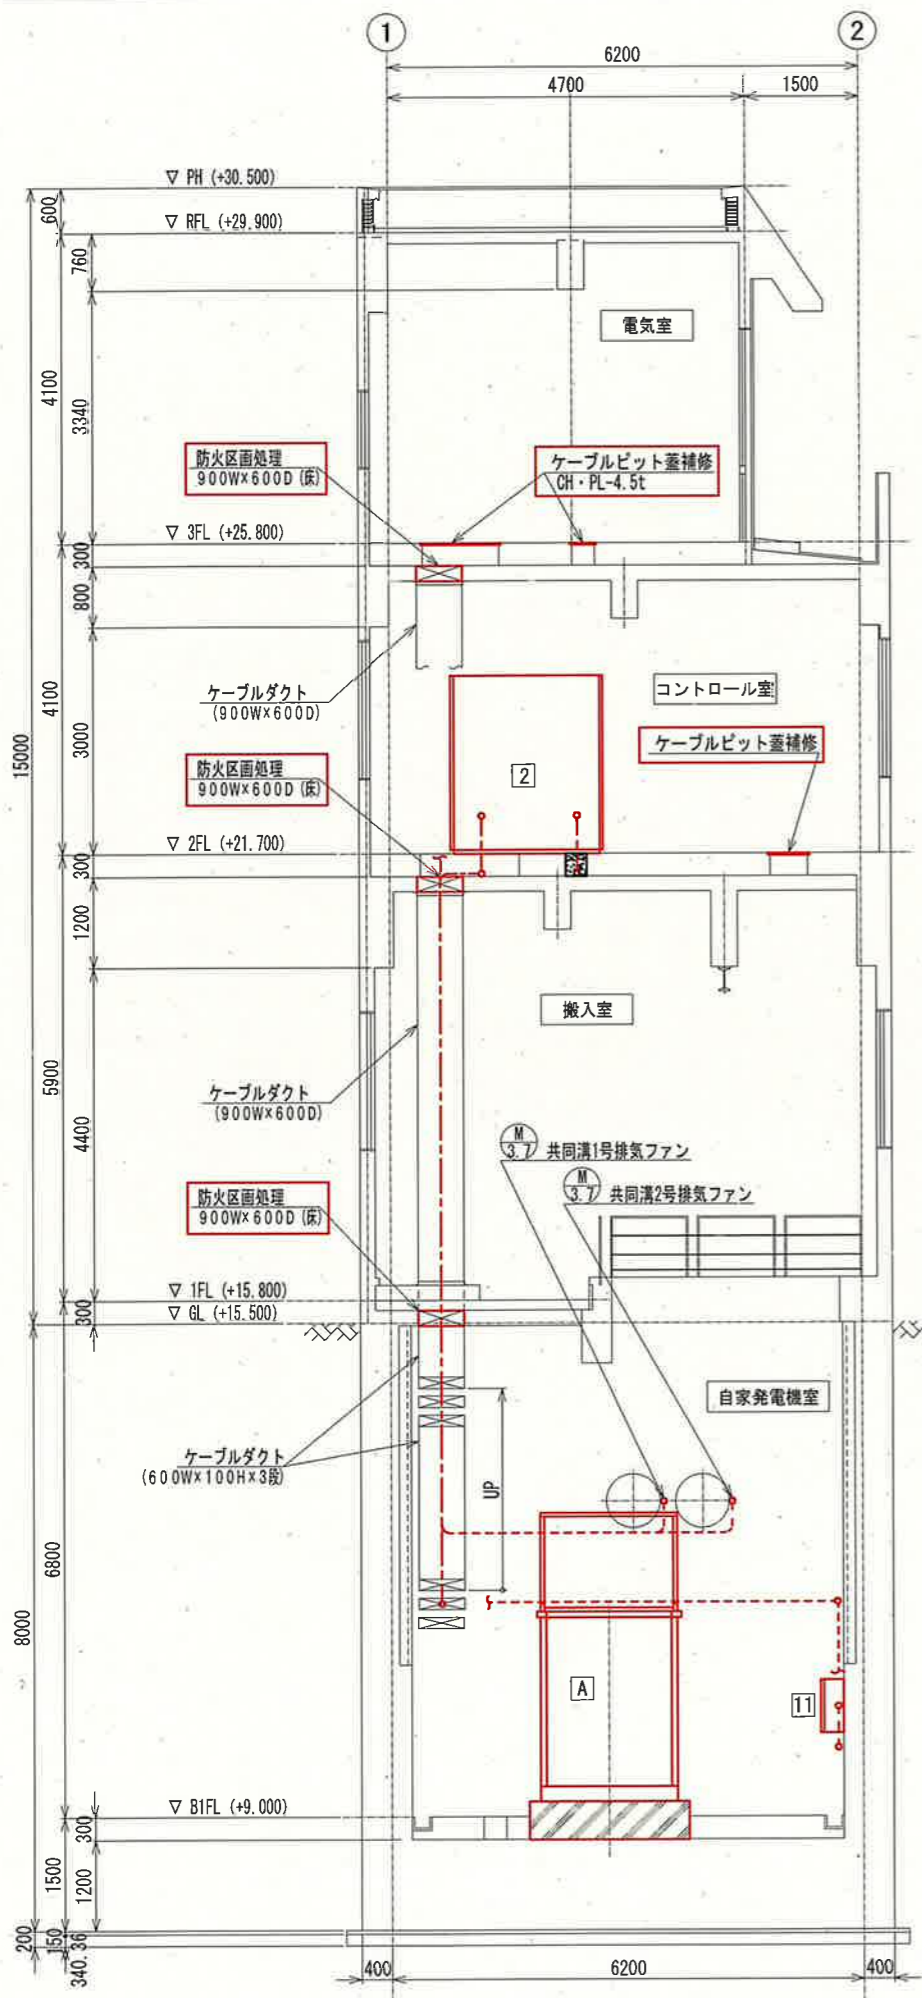 1
2
6200
4700
1500
▽ PH (+30.500)
600
▽ RFL (+29.900)
760
電気室
4100
3340
防火区画処理
900W×600D (床)
ケーブルピット蓋補修
CH・PL-4.5t
▽ 3FL (+25.800)
300
800
ケーブルダクト
(900W×600D)
コントロール室
4100
3000
15000
ケーブルピット蓋補修
防火区画処理
900W×600D (床)
2
▽ 2FL (+21.700)
300
1200
搬入室
5900
4400
ケーブルダクト
(900W×600D)
M
3.7
共同溝1号排気ファン
M
3.7
共同溝2号排気ファン
防火区画処理
900W×600D (床)
▽ 1FL (+15.800)
300
▽ GL (+15.500)
自家発電機室
ケーブルダクト
(600W×100H×3段)
UP
6800
8000
A
11
▽ B1FL (+9.000)
300
1500
1200
200
150
340.36
400
6200
400